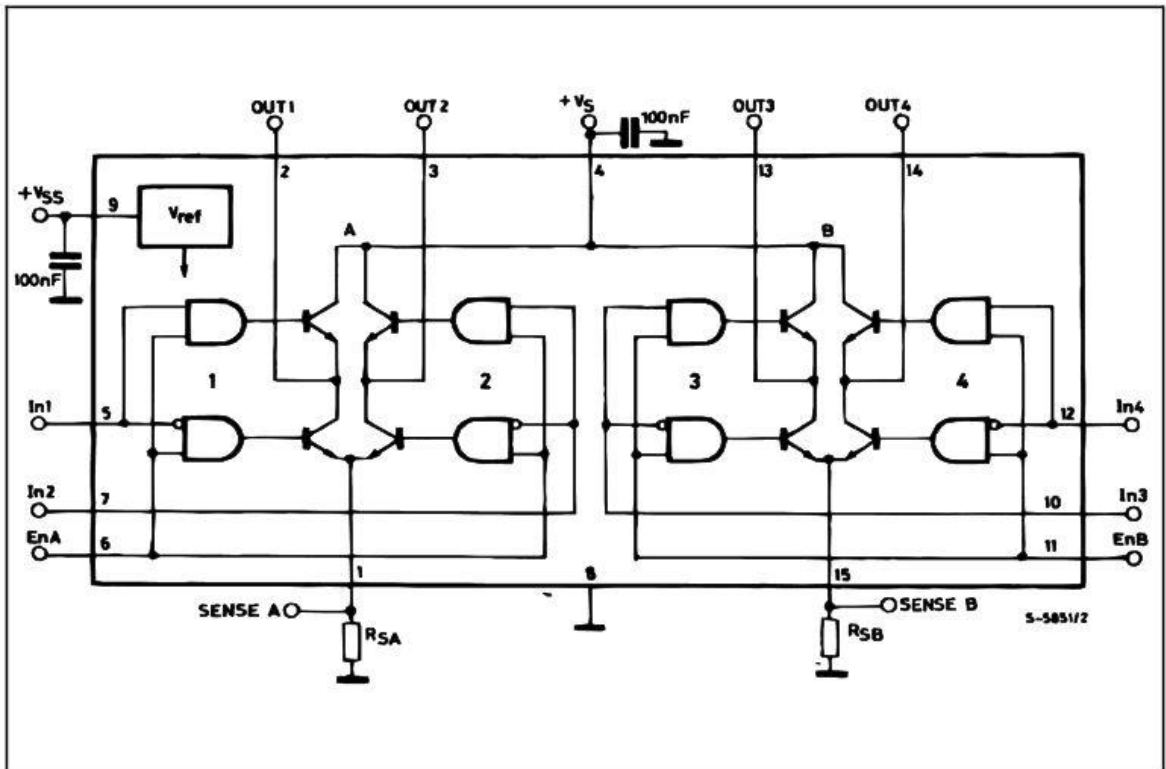 OUT1
OUT2
+VS
100nF
OUT3
OUT4
2
3
4
13
14
+VSS
9
Vref
A
B
100nF
1
2
3
4
In1
5
12
In4
In2
7
10
In3
EnA
6
11
EnB
1
8
15
SENSE A
SENSE B
S-5851/2
RSA
RSB